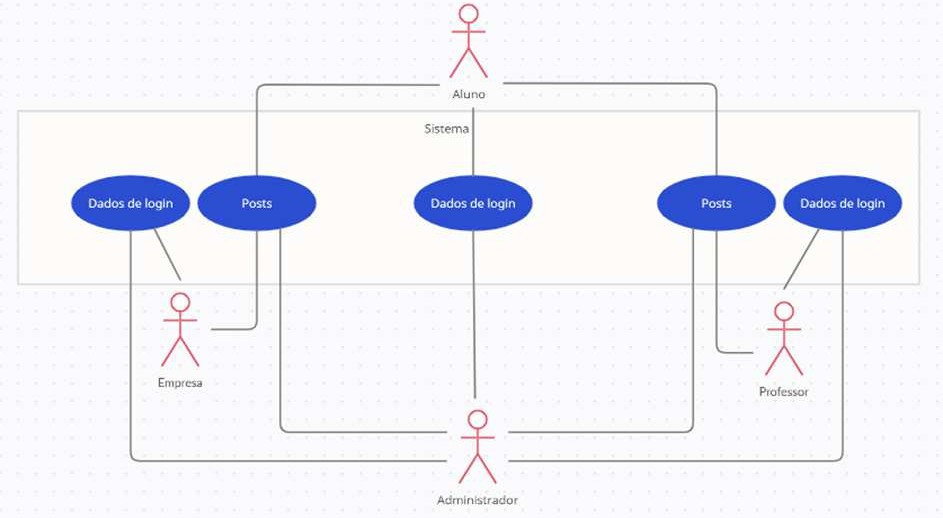 Aluno
Sistema
Dados de login
Posts
Dados de login
Posts
Dados de login
Empresa
Professor
Administrador